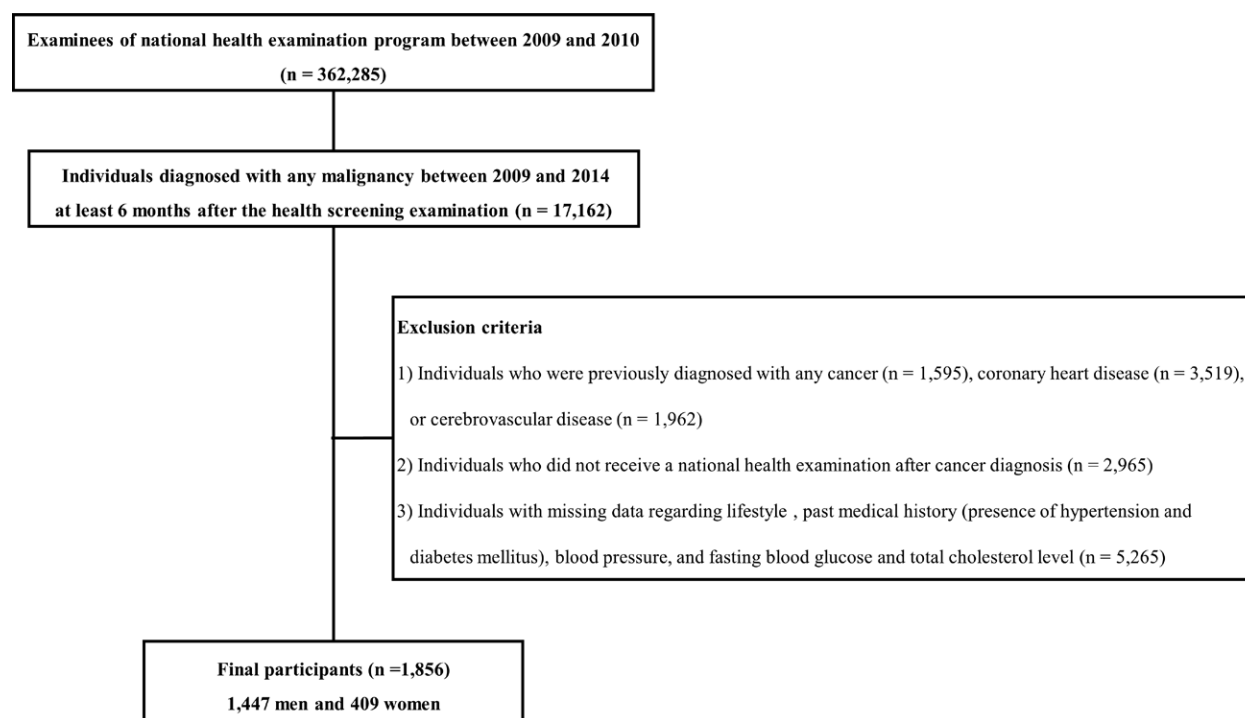 Examinees of national health examination program between 2009 and 2010
(n = 362,285)
Individuals diagnosed with any malignancy between 2009 and 2014
at least 6 months after the health screening examination (n = 17,162)
Exclusion criteria
1) Individuals who were previously diagnosed with any cancer (n = 1,595), coronary heart disease (n = 3,519),
or cerebrovascular disease (n = 1,962)
2) Individuals who did not receive a national health examination after cancer diagnosis (n = 2,965)
3) Individuals with missing data regarding lifestyle , past medical history (presence of hypertension and
diabetes mellitus), blood pressure, and fasting blood glucose and total cholesterol level (n = 5,265)
Final participants (n =1,856)
1,447 men and 409 women